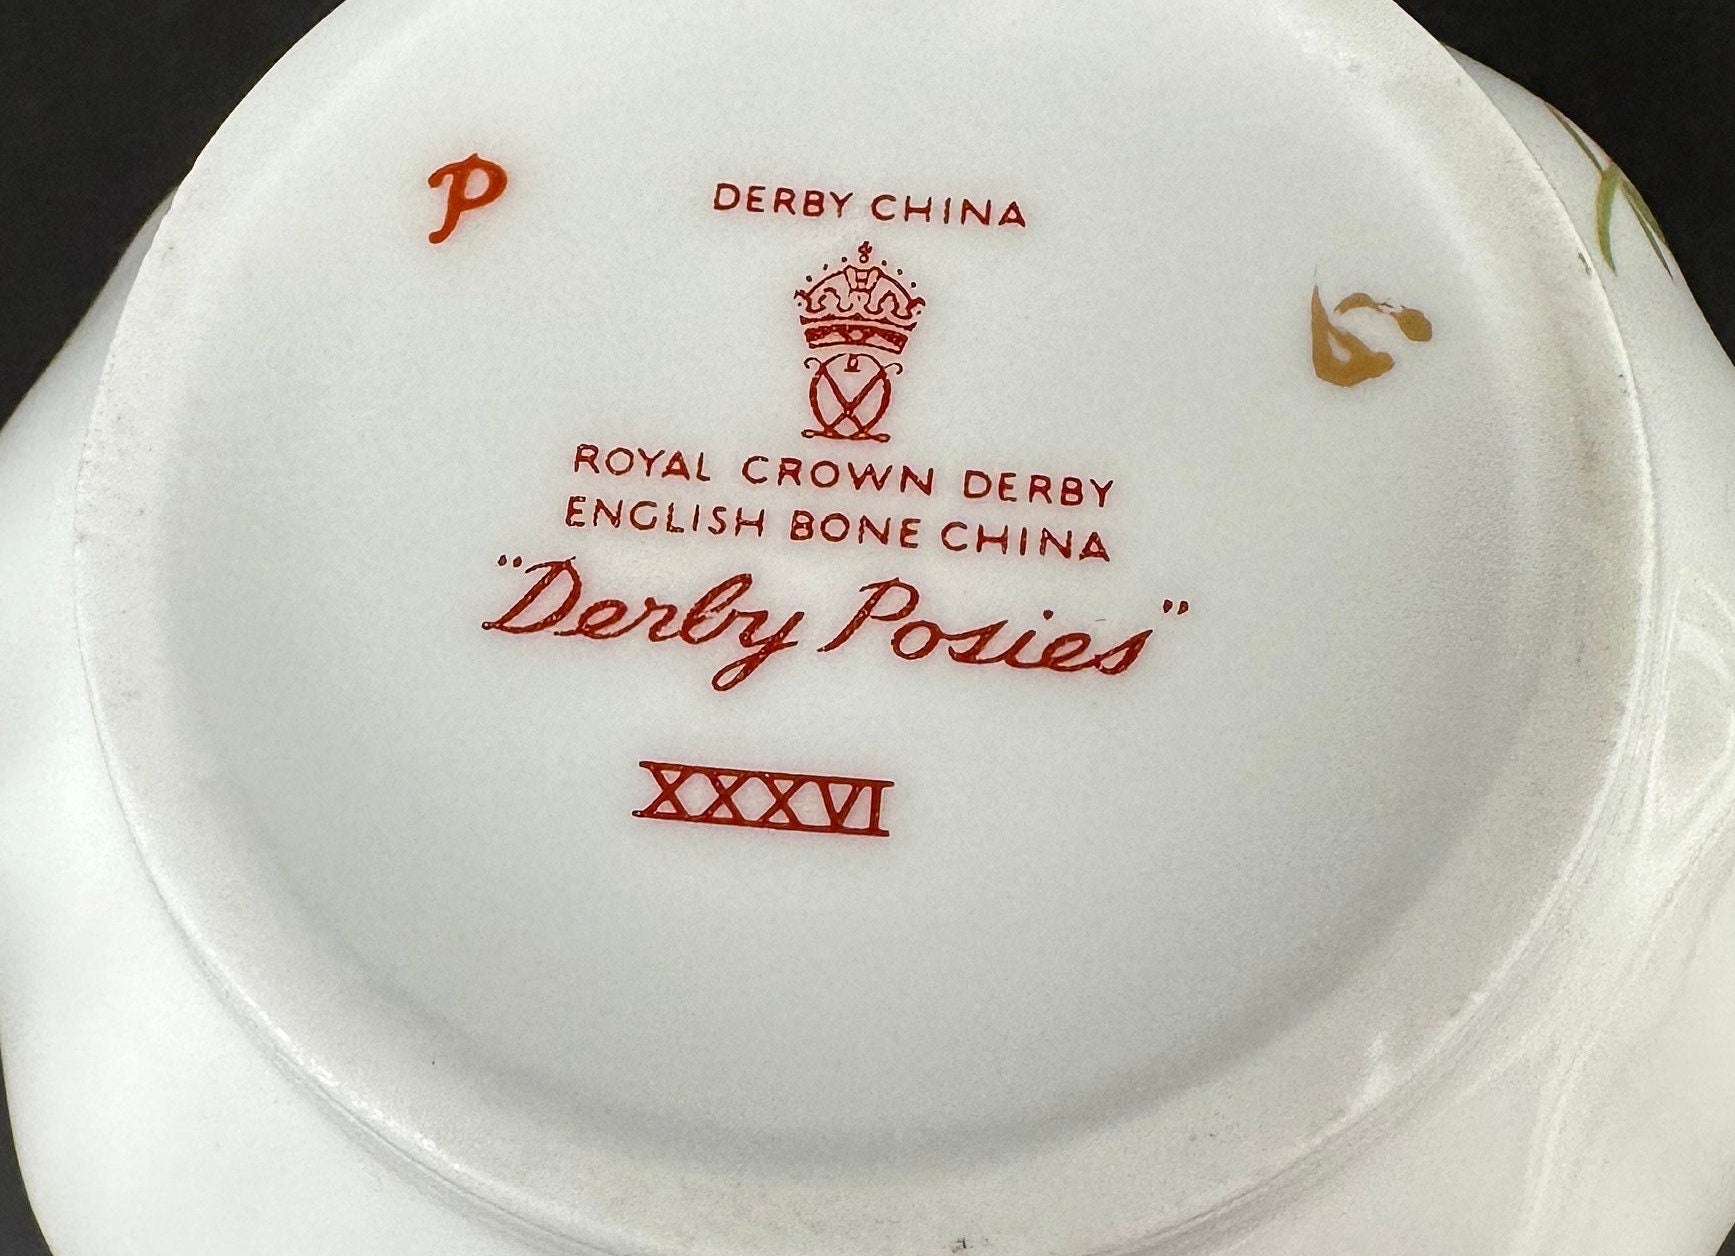 P
DERBY CHINA
ROYAL CROWN DERBY
ENGLISH BONE CHINA
"Derby Posies"
XXXVI